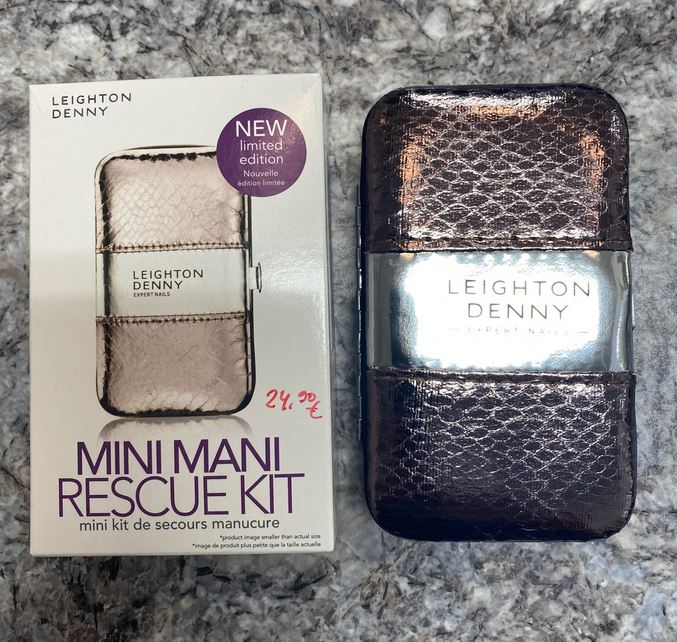 LEIGHTON
DENNY
NEW
limited
edition
Nouvelle
édition limitée
LEIGHTON
DENNY
EXPERT NAILS
24,90
€
MINI MANI
RESCUE KIT
mini kit de secours manucure
*product image smaller than actual size
*image de produit plus petite que la taille actuelle
LEIGHTON
DENNY
EXPERT NAILS